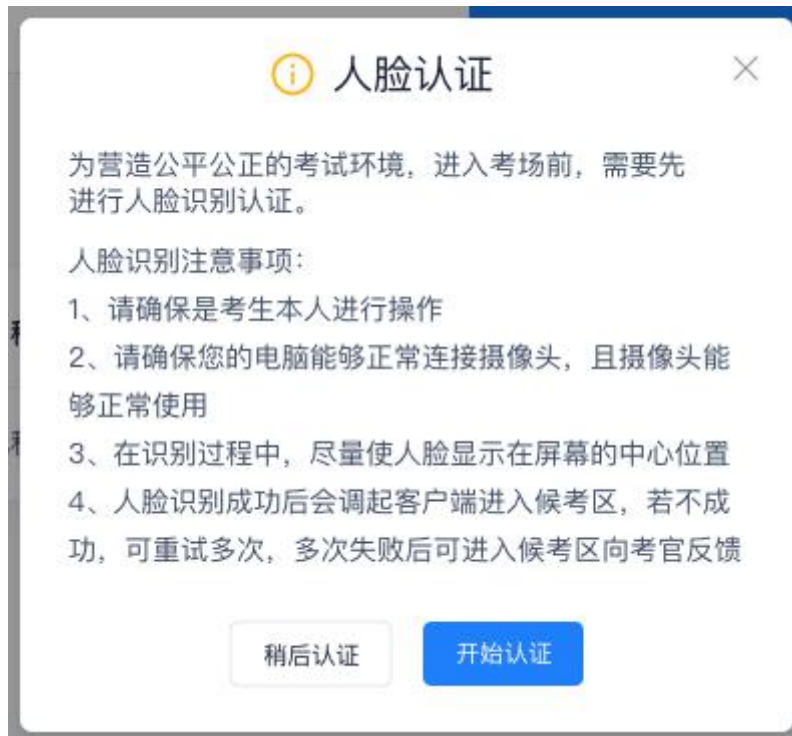 人脸认证
为营造公平公正的考试环境，进入考场前，需要先
进行人脸识别认证。
人脸识别注意事项：
1、请确保是考生本人进行操作
2、请确保您的电脑能够正常连接摄像头，且摄像头能
够正常使用
3、在识别过程中，尽量使人脸显示在屏幕的中心位置
4、人脸识别成功后会调起客户端进入候考区，若不成
功，可重试多次，多次失败后可进入候考区向考官反馈
稍后认证 开始认证